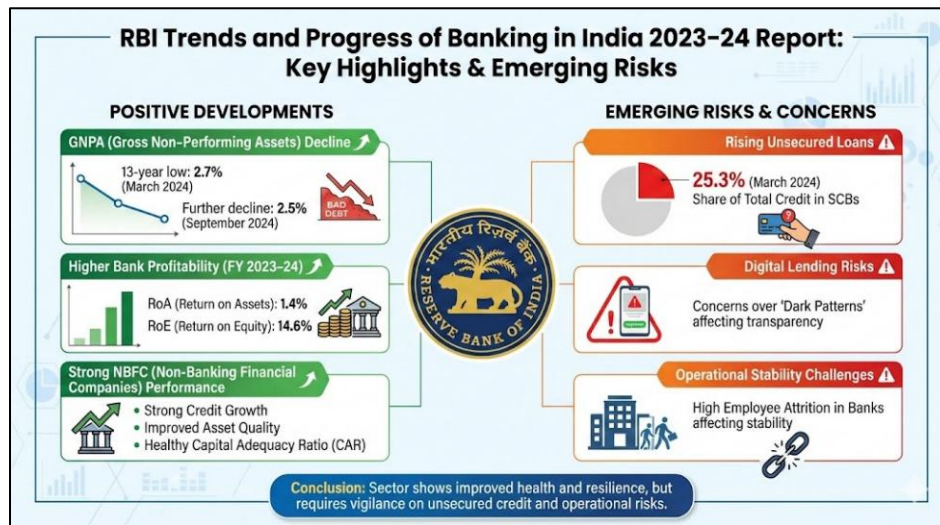 RBI Trends and Progress of Banking in India 2023-24 Report:
Key Highlights & Emerging Risks
POSITIVE DEVELOPMENTS
GNPA (Gross Non-Performing Assets) Decline
13-year low: 2.7%
(March 2024)
Further decline: 2.5%
(September 2024)
BAD
DEBT
Higher Bank Profitability (FY 2023–24)
RoA (Return on Assets): 1.4%
RoE (Return on Equity): 14.6%
Strong NBFC (Non-Banking Financial
Companies) Performance
• Strong Credit Growth
• Improved Asset Quality
• Healthy Capital Adequacy Ratio (CAR)
भारतीय रिज़र्व बैंक
RESERVE BANK OF INDIA
EMERGING RISKS & CONCERNS
Rising Unsecured Loans
25.3% (March 2024)
Share of Total Credit in SCBs
?
Digital Lending Risks
Concerns over 'Dark Patterns'
affecting transparency
Operational Stability Challenges
High Employee Attrition in Banks
affecting stability
Conclusion: Sector shows improved health and resilience, but
requires vigilance on unsecured credit and operational risks.